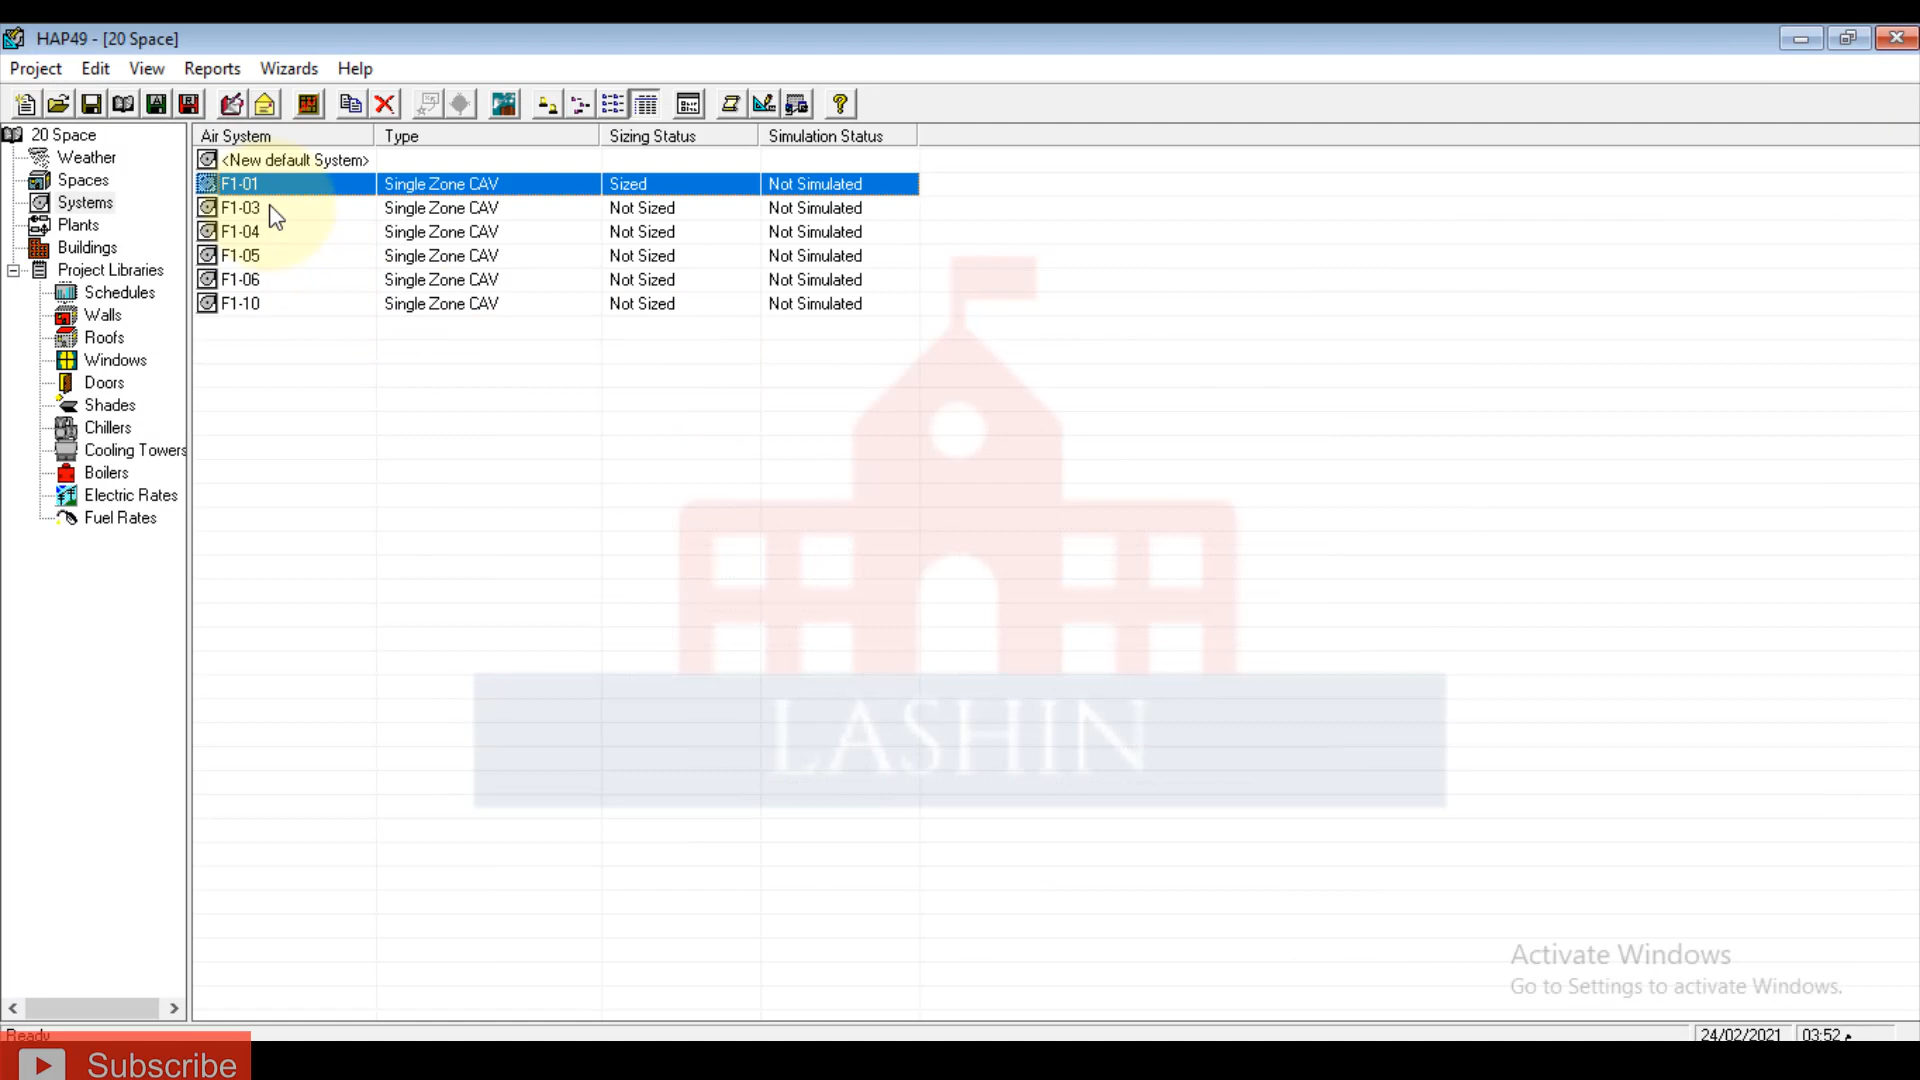 HAP49 - [20 Space]
Project Edit View Reports Wizards Help
20 Space
Weather
Spaces
Systems
Plants
Buildings
Project Libraries
Schedules
Walls
Roofs
Windows
Doors
Shades
Chillers
Cooling Towers
Boilers
Electric Rates
Fuel Rates
Air System Type Sizing Status Simulation Status
<New default System>
F1-01 Single Zone CAV Sized Not Simulated
F1-03 Single Zone CAV Not Sized Not Simulated
F1-04 Single Zone CAV Not Sized Not Simulated
F1-05 Single Zone CAV Not Sized Not Simulated
F1-06 Single Zone CAV Not Sized Not Simulated
F1-10 Single Zone CAV Not Sized Not Simulated
LASHIN
Activate Windows
Go to Settings to activate Windows.
Ready
24/02/2021 03:52 م
Subscribe